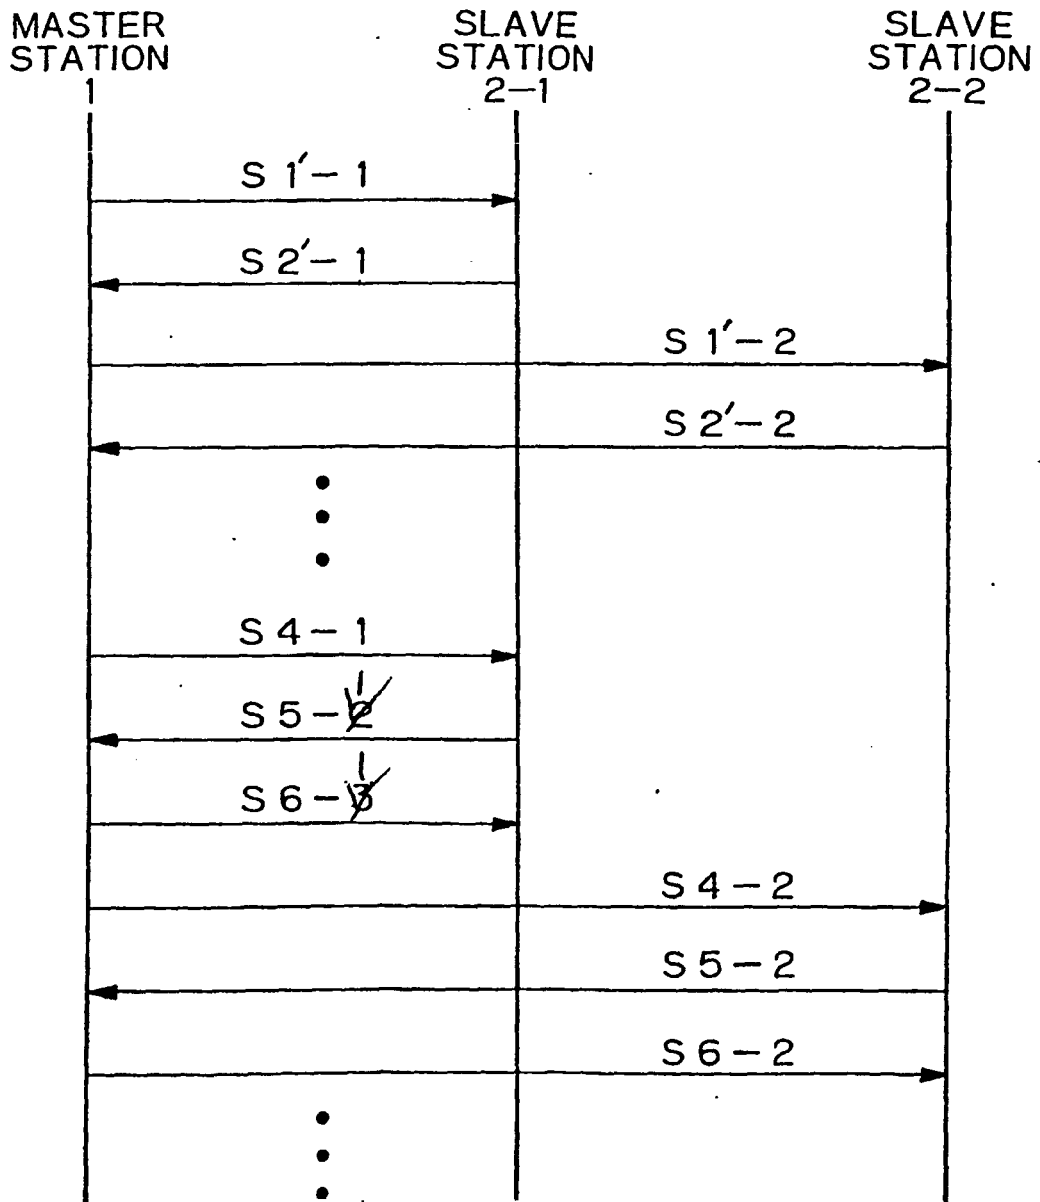 MASTER
STATION
1
SLAVE
STATION
2-1
SLAVE
STATION
2-2
S 1'- 1
S 2'- 1
S 1'- 2
S 2'- 2
S 4 - 1
S 5 - 1
S 6 - 1
S 4 - 2
S 5 - 2
S 6 - 2